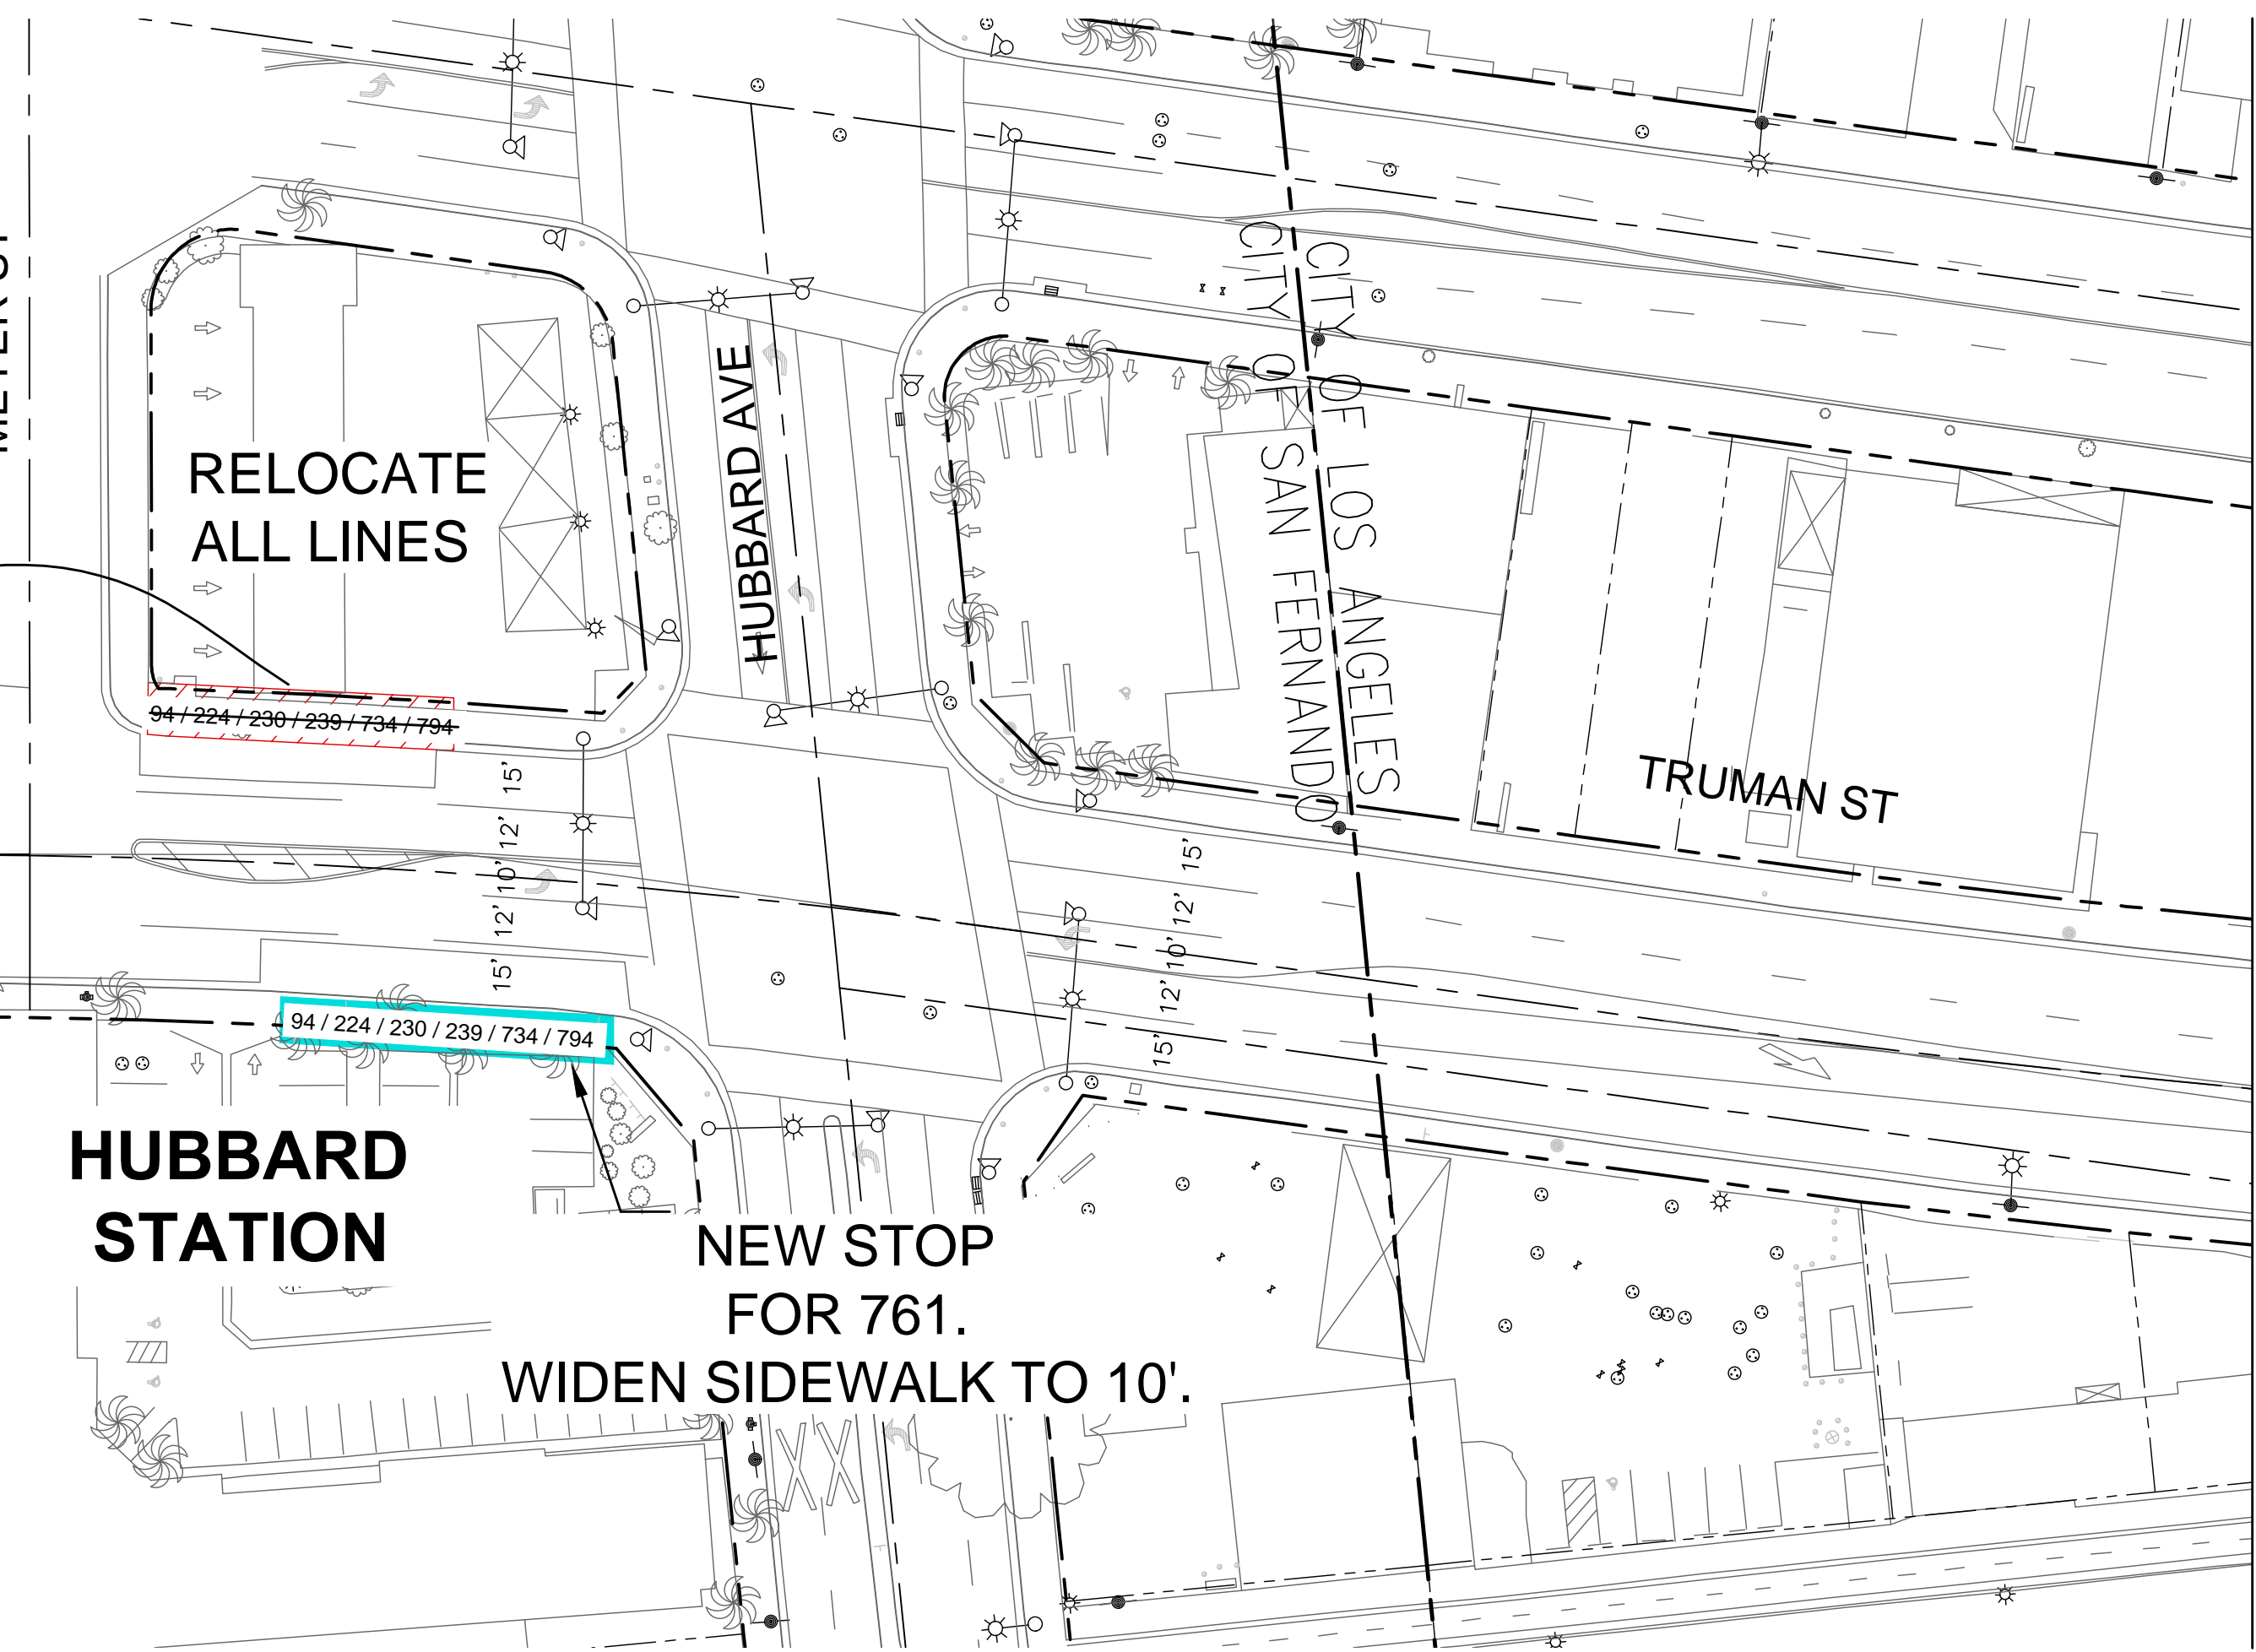 RELOCATE
ALL LINES
HUBBARD AVE
CITY OF LOS ANGELES
CITY OF SAN FERNANDO
TRUMAN ST
94 / 224 / 230 / 239 / 734 / 794
15'
12'
10'
12'
15'
15'
12'
10'
12'
15'
94 / 224 / 230 / 239 / 734 / 794
HUBBARD
STATION
NEW STOP
FOR 761.
WIDEN SIDEWALK TO 10'.